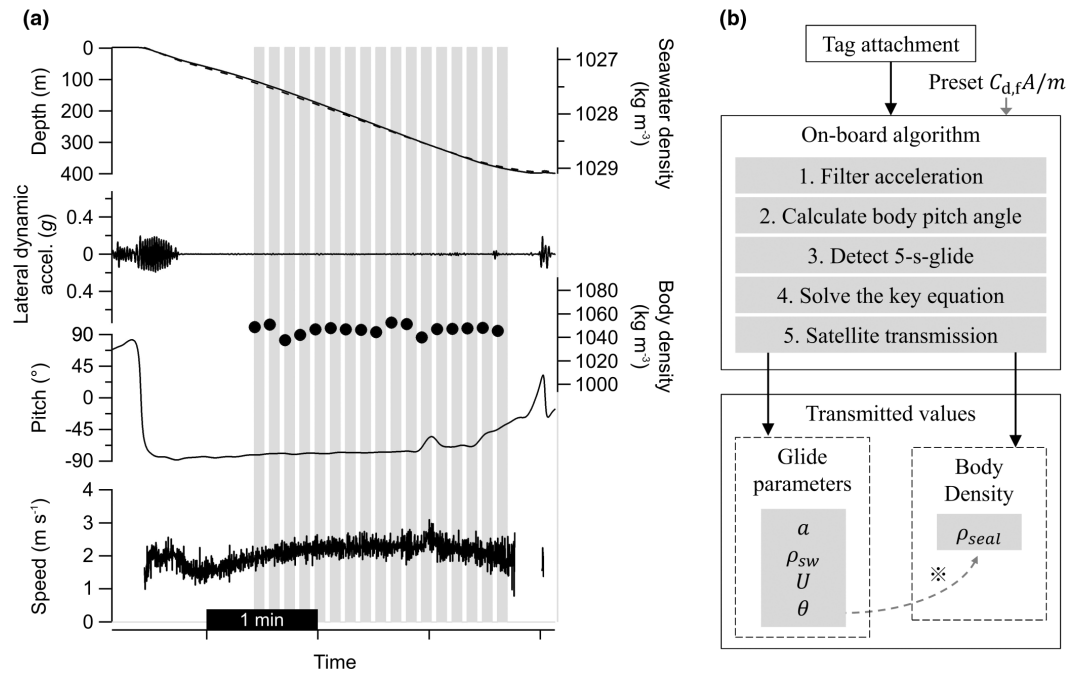 (a)
0
100
200
300
400
Depth (m)
1027
1028
1029
Seawater density
(kg m⁻³)
0.4
0
0.4
Lateral dynamic
accel. (g)
1080
1060
1040
1020
1000
Body density
(kg m⁻³)
90
45
0
-45
-90
Pitch (°)
4
3
2
1
0
Speed (m s⁻¹)
1 min
Time
(b)
Tag attachment
Preset C_d,f A/m
On-board algorithm
1. Filter acceleration
2. Calculate body pitch angle
3. Detect 5-s-glide
4. Solve the key equation
5. Satellite transmission
Transmitted values
Glide
parameters
a
ρ_sw
U
θ
Body
Density
ρ_seal
※